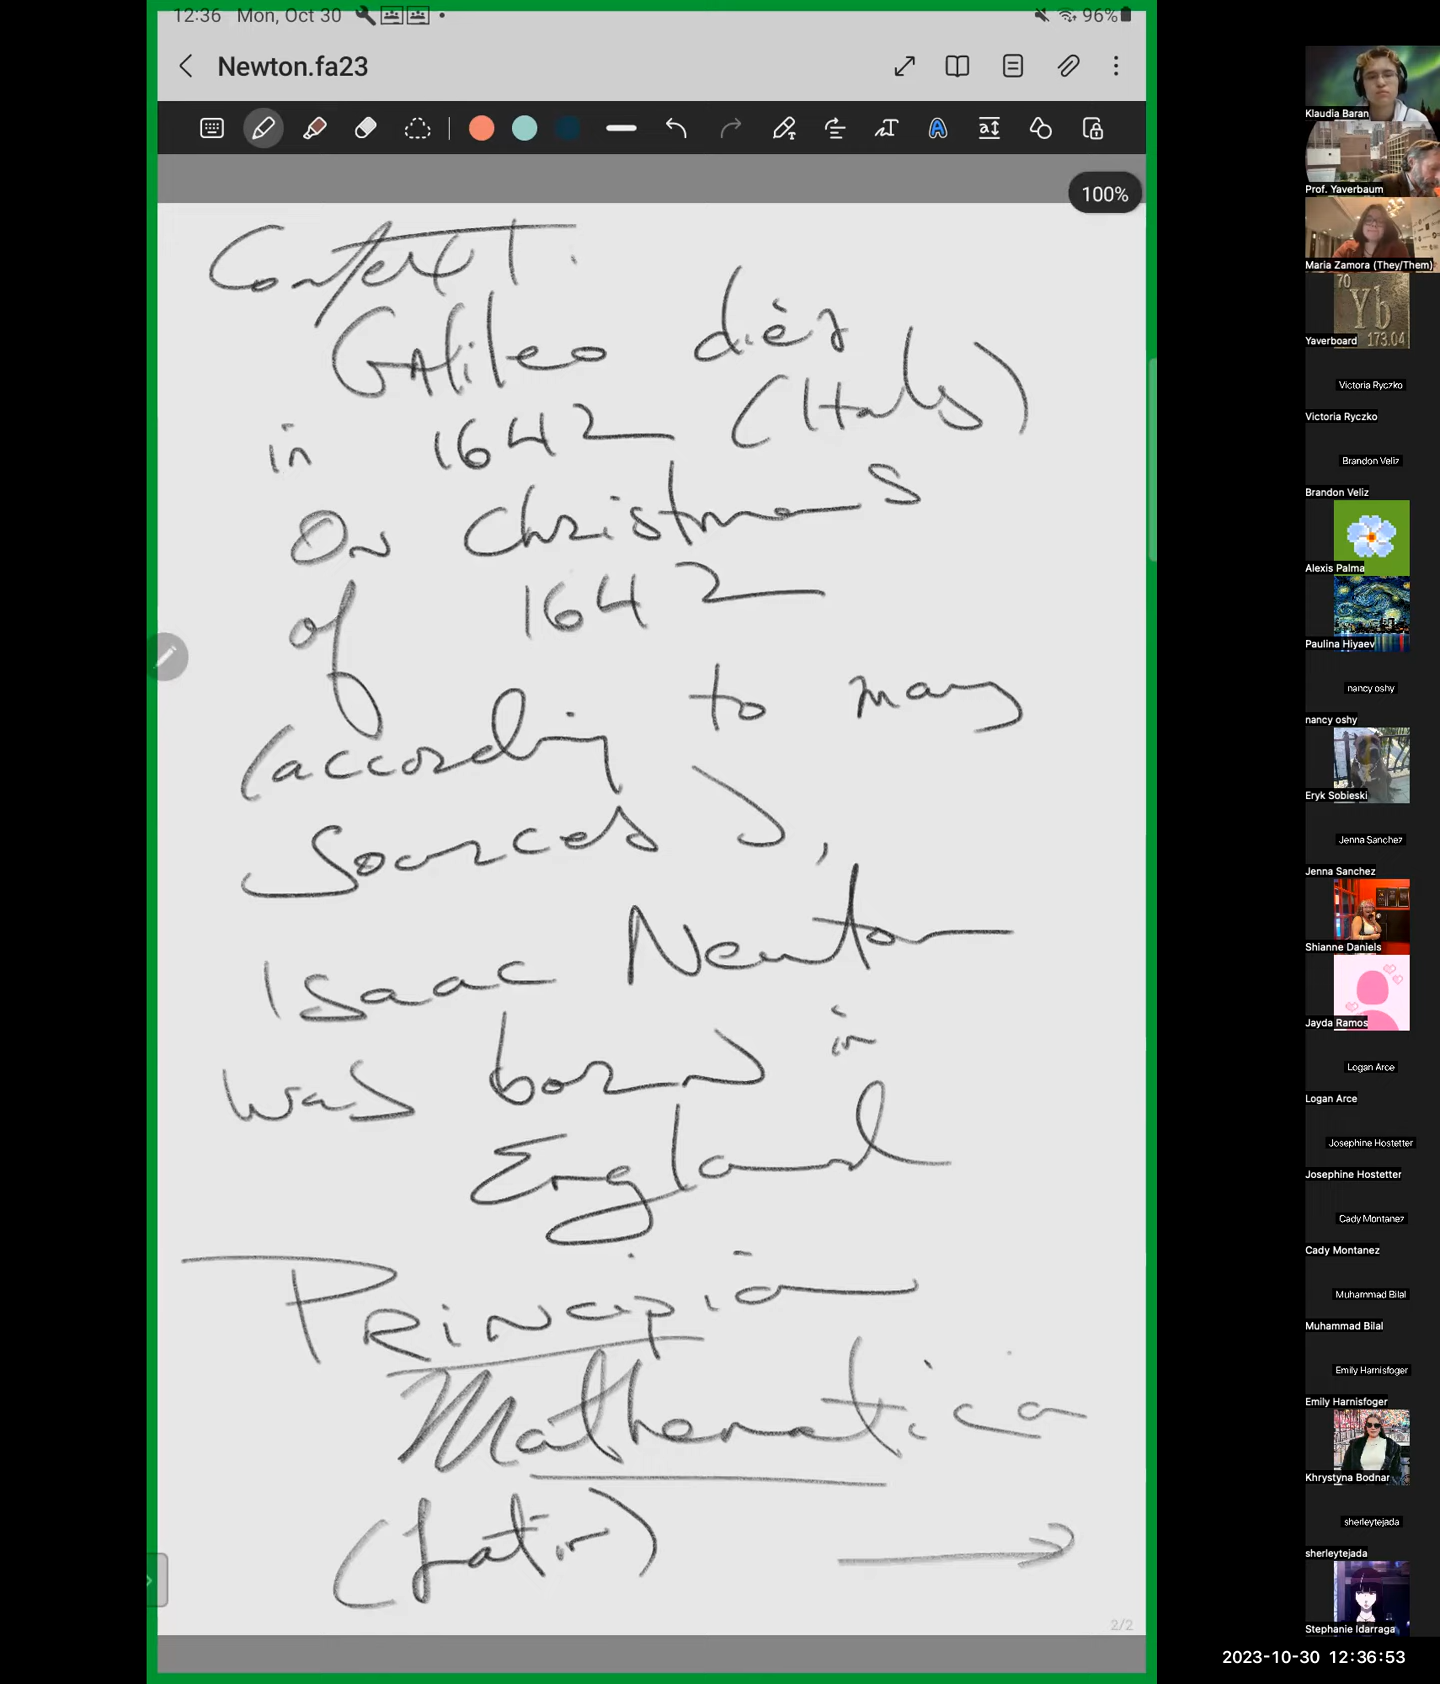 12:36 Mon, Oct 30 96%
Newton.fa23
100%
Context:
Galileo dies
in 1642 (Italy)
On Christmas
of 1642
(according to many
sources),
Isaac Newton
was born in
England
Principia
Mathematica
(Latin)
2/2
Klaudia Baran
Prof. Yaverbaum
Maria Zamora (They/Them)
70
Yb
173.04
Yaverboard
Victoria Ryczko
Victoria Ryczko
Brandon Veliz
Brandon Veliz
Alexis Palma
Paulina Hiyaev
nancy oshy
nancy oshy
Eryk Sobieski
Jenna Sanchez
Jenna Sanchez
Shianne Daniels
Jayda Ramos
Logan Arce
Logan Arce
Josephine Hostetter
Josephine Hostetter
Cady Montanez
Cady Montanez
Muhammad Bilal
Muhammad Bilal
Emily Harnisfoger
Emily Harnisfoger
Khrystyna Bodnar
sherleytejada
sherleytejada
Stephanie Idarraga
2023-10-30 12:36:53